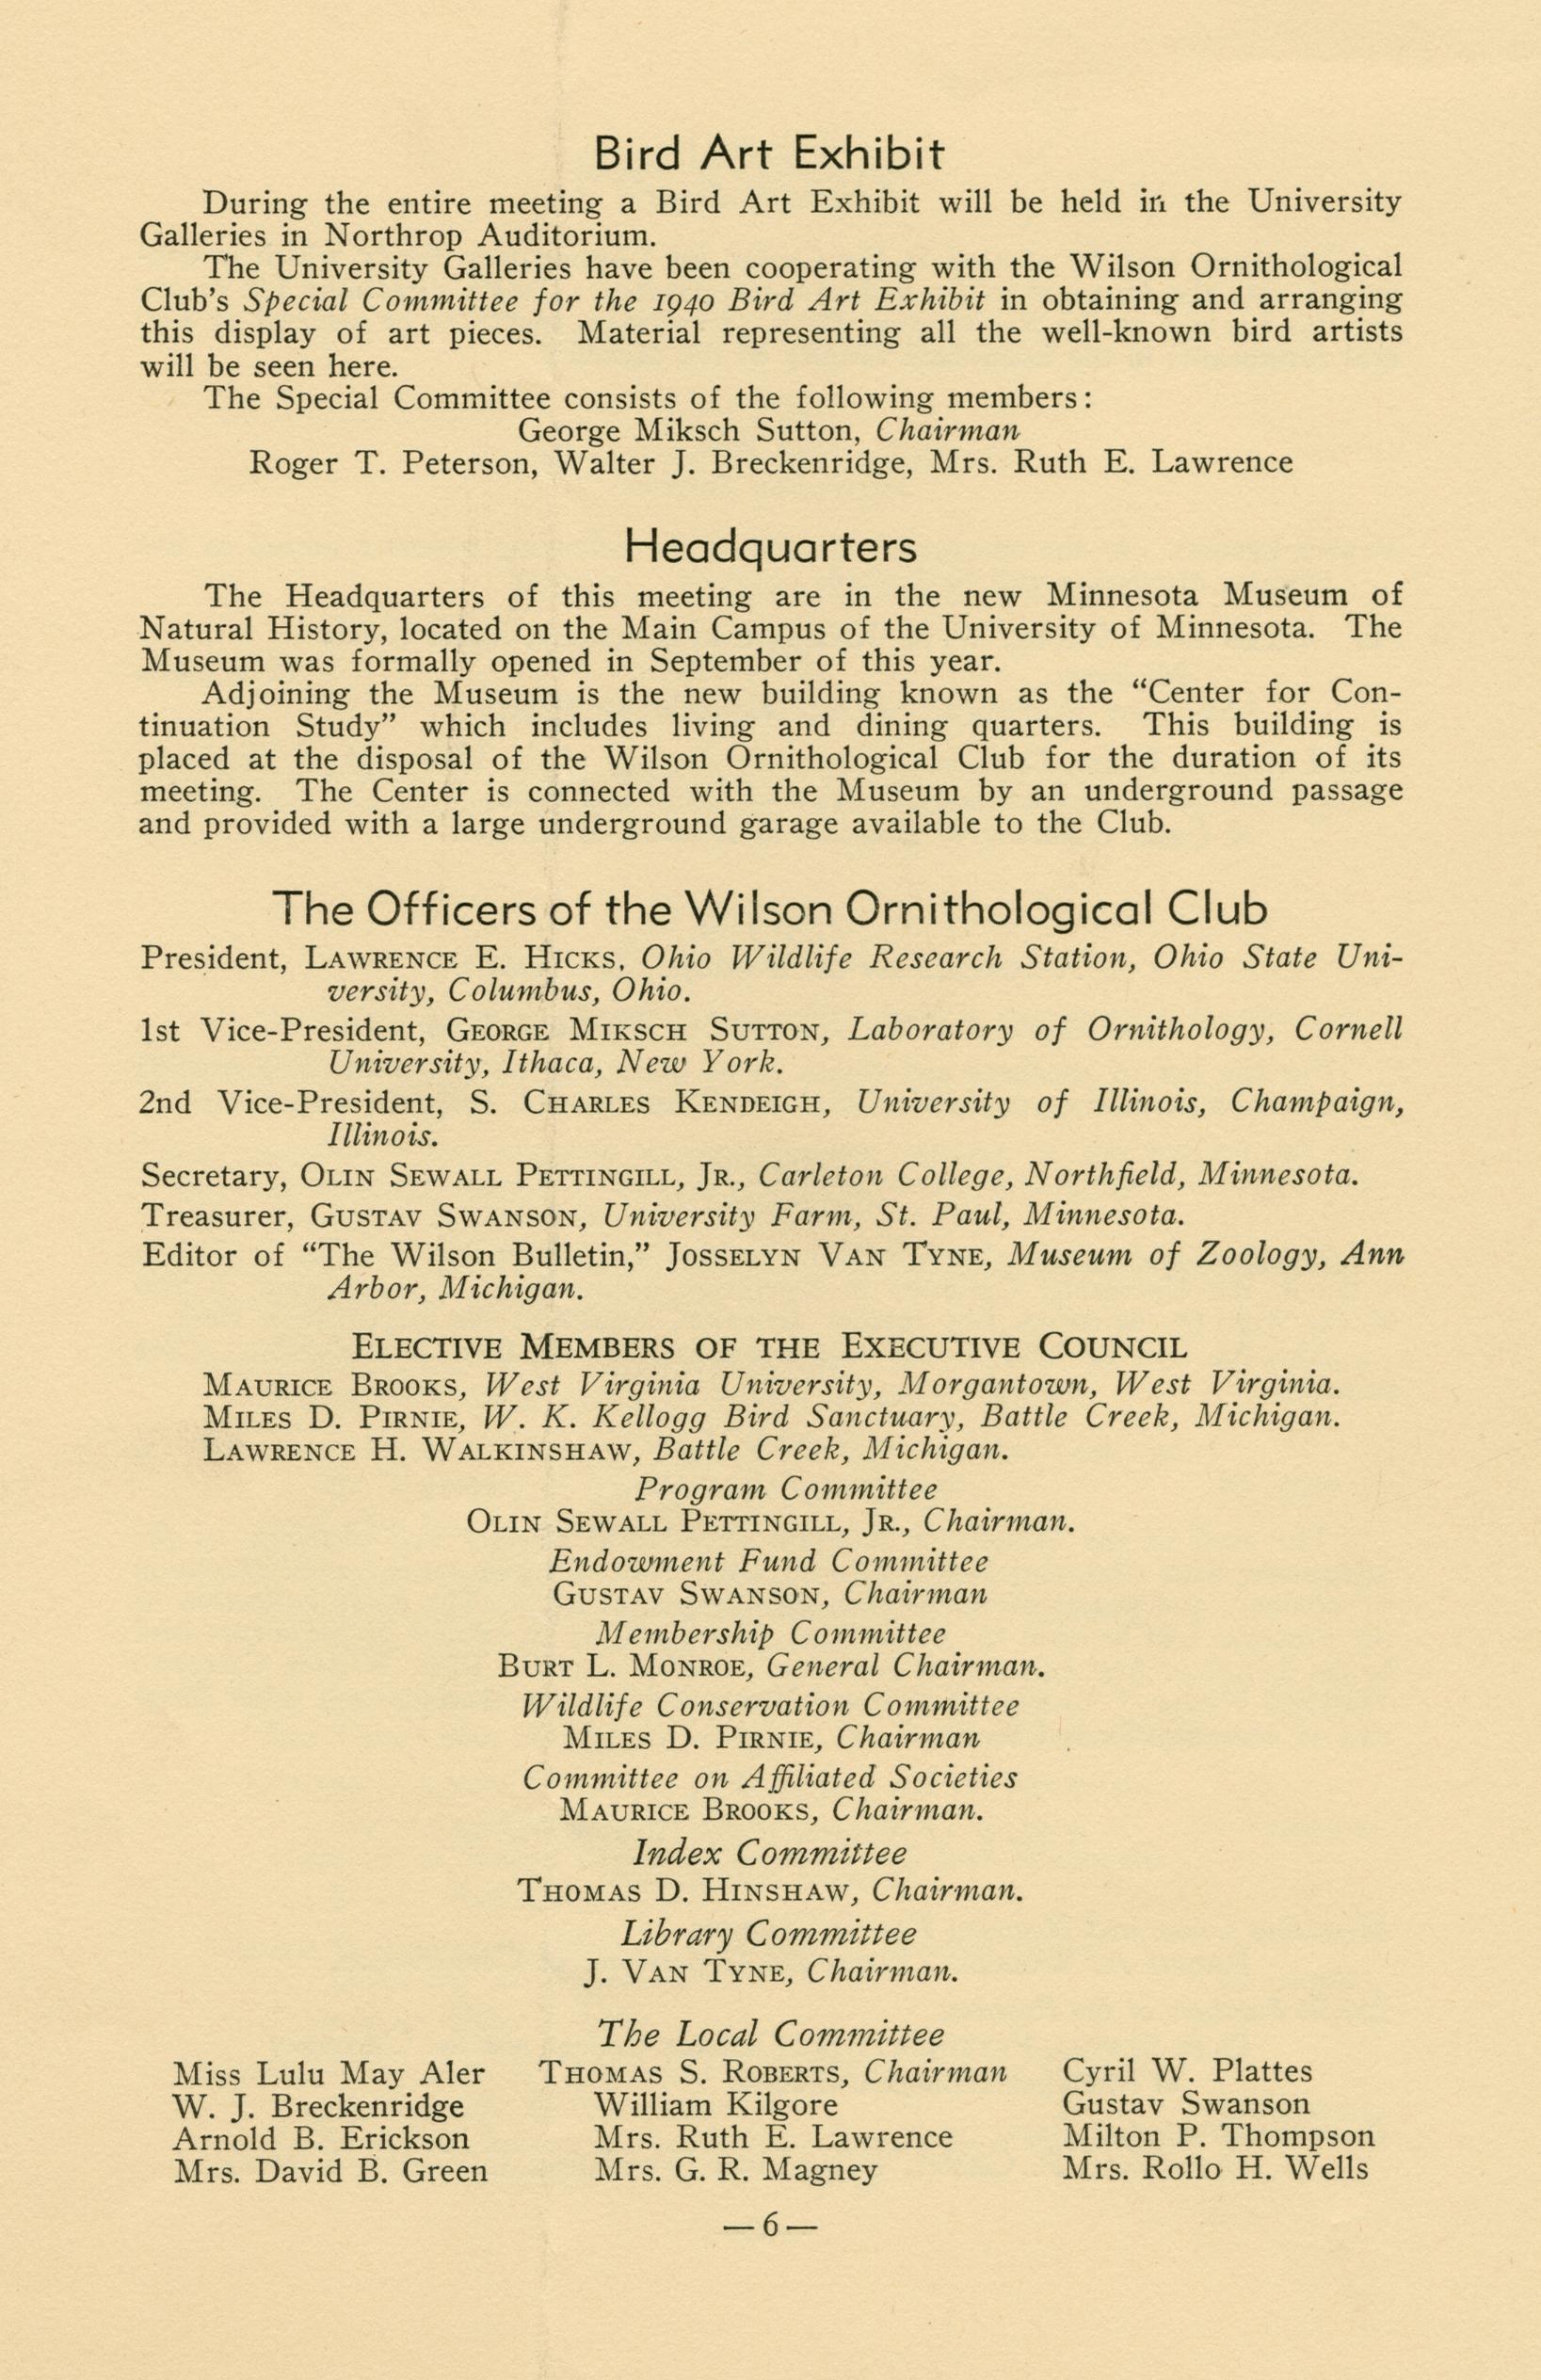 Bird Art Exhibit
During the entire meeting a Bird Art Exhibit will be held in the University
Galleries in Northrop Auditorium.
The University Galleries have been cooperating with the Wilson Ornithological
Club's Special Committee for the 1940 Bird Art Exhibit in obtaining and arranging
this display of art pieces. Material representing all the well-known bird artists
will be seen here.
The Special Committee consists of the following members:
George Miksch Sutton, Chairman
Roger T. Peterson, Walter J. Breckenridge, Mrs. Ruth E. Lawrence
Headquarters
The Headquarters of this meeting are in the new Minnesota Museum of
Natural History, located on the Main Campus of the University of Minnesota. The
Museum was formally opened in September of this year.
Adjoining the Museum is the new building known as the “Center for Con-
tinuation Study” which includes living and dining quarters. This building is
placed at the disposal of the Wilson Ornithological Club for the duration of its
meeting. The Center is connected with the Museum by an underground passage
and provided with a large underground garage available to the Club.
The Officers of the Wilson Ornithological Club
President, LAWRENCE E. HICKS, Ohio Wildlife Research Station, Ohio State Uni-
versity, Columbus, Ohio.
1st Vice-President, GEORGE MIKSCH SUTTON, Laboratory of Ornithology, Cornell
University, Ithaca, New York.
2nd Vice-President, S. CHARLES KENDEIGH, University of Illinois, Champaign,
Illinois.
Secretary, OLIN SEWALL PETTINGILL, JR., Carleton College, Northfield, Minnesota.
Treasurer, GUSTAV SWANSON, University Farm, St. Paul, Minnesota.
Editor of “The Wilson Bulletin,” JOSSELYN VAN TYNE, Museum of Zoology, Ann
Arbor, Michigan.
ELECTIVE MEMBERS OF THE EXECUTIVE COUNCIL
MAURICE BROOKS, West Virginia University, Morgantown, West Virginia.
MILES D. PIRNIE, W. K. Kellogg Bird Sanctuary, Battle Creek, Michigan.
LAWRENCE H. WALKINSHAW, Battle Creek, Michigan.
Program Committee
OLIN SEWALL PETTINGILL, JR., Chairman.
Endowment Fund Committee
GUSTAV SWANSON, Chairman
Membership Committee
BURT L. MONROE, General Chairman.
Wildlife Conservation Committee
MILES D. PIRNIE, Chairman
Committee on Affiliated Societies
MAURICE BROOKS, Chairman.
Index Committee
THOMAS D. HINSHAW, Chairman.
Library Committee
J. VAN TYNE, Chairman.
The Local Committee
Miss Lulu May Aler THOMAS S. ROBERTS, Chairman Cyril W. Plattes
W. J. Breckenridge William Kilgore Gustav Swanson
Arnold B. Erickson Mrs. Ruth E. Lawrence Milton P. Thompson
Mrs. David B. Green Mrs. G. R. Magney Mrs. Rollo H. Wells
—6—